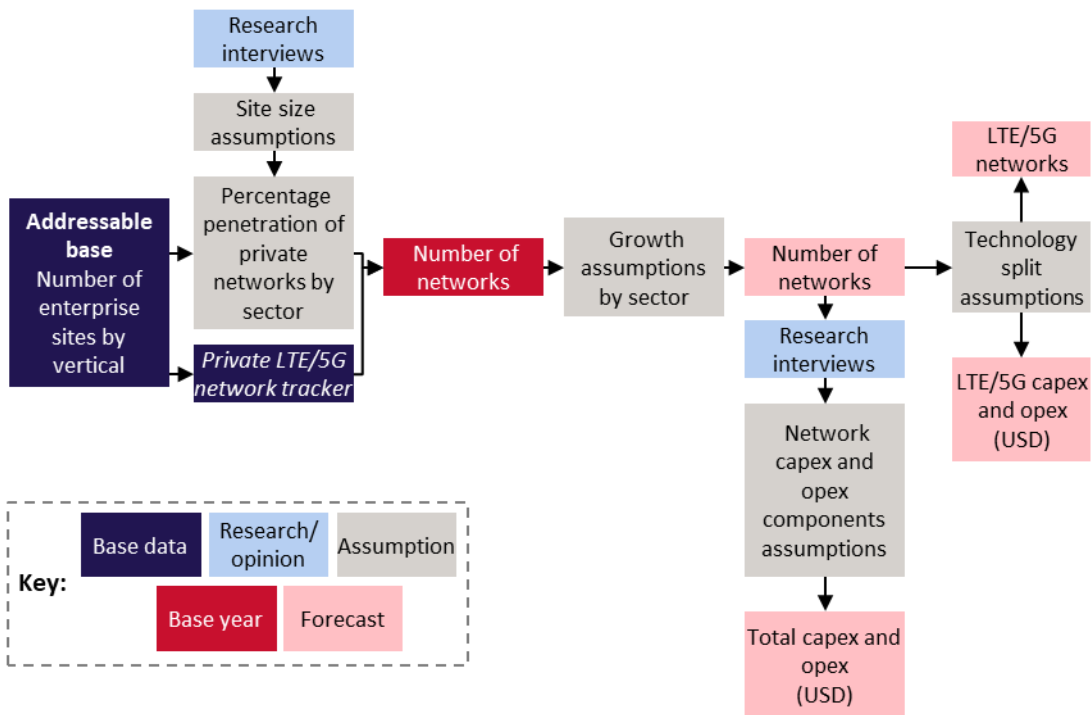 Research
interviews
Site size
assumptions
Addressable
base
Number of
enterprise
sites by
vertical
Percentage
penetration of
private
networks by
sector
Private LTE/5G
network tracker
Number of
networks
Growth
assumptions
by sector
Number of
networks
Research
interviews
Network
capex and
opex
components
assumptions
Total capex and
opex
(USD)
LTE/5G
networks
Technology
split
assumptions
LTE/5G capex
and opex
(USD)
Key:
Base data
Research/
opinion
Assumption
Base year
Forecast